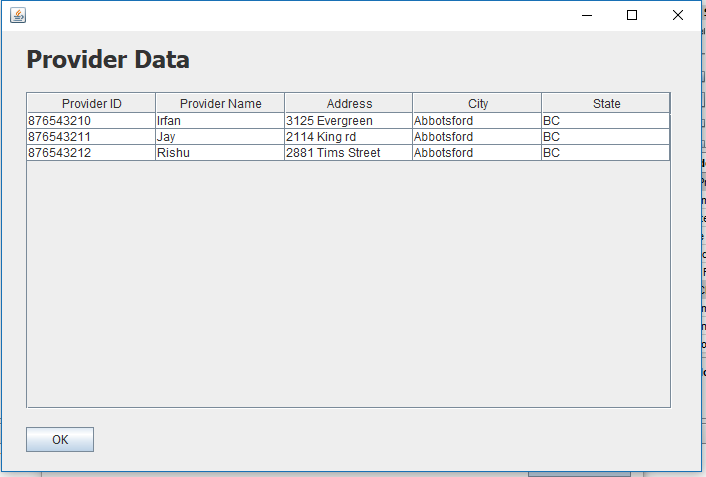 Provider Data
Provider ID Provider Name Address City State
876543210 Irfan 3125 Evergreen Abbotsford BC
876543211 Jay 2114 King rd Abbotsford BC
876543212 Rishu 2881 Tims Street Abbotsford BC
OK